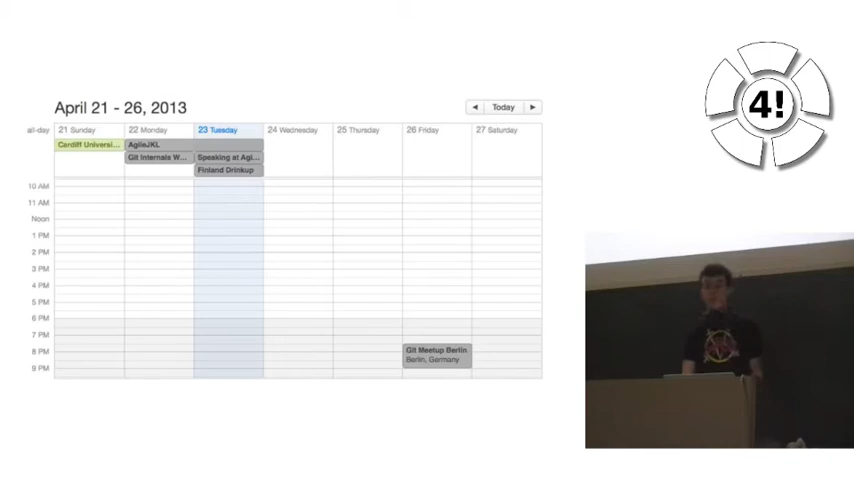 April 21 - 26, 2013
Today
4!
all-day
21 Sunday
22 Monday
23 Tuesday
24 Wednesday
25 Thursday
26 Friday
27 Saturday
Cardiff Universi...
AgileJKL
Git Internals W...
Speaking at Agi...
Finland Drinkup
10 AM
11 AM
Noon
1 PM
2 PM
3 PM
4 PM
5 PM
6 PM
7 PM
8 PM
9 PM
Git Meetup Berlin
Berlin, Germany